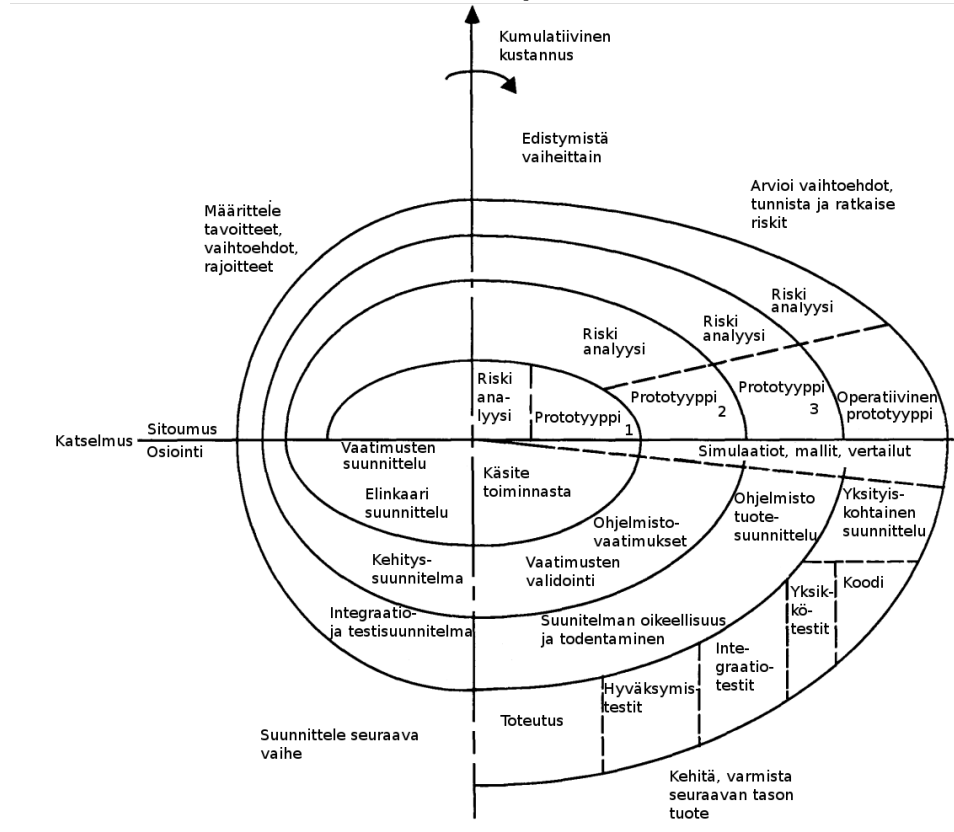 Kumulatiivinen
kustannus
Edistymistä
vaiheittain
Arvioi vaihtoehdot,
tunnista ja ratkaise
riskit
Määrittele
tavoitteet,
vaihtoehdot,
rajoitteet
Riski
analyysi
Riski
analyysi
Riski
analyysi
Riski
ana-
lyysi
Prototyyppi
1
Prototyyppi
2
Prototyyppi
3
Operatiivinen
prototyyppi
Katselmus
Sitoumus
Osiointi
Simulaatiot, mallit, vertailut
Vaatimusten
suunnittelu
Käsite
toiminnasta
Elinkaari
suunnittelu
Ohjelmisto-
vaatimukset
Ohjelmisto
tuote-
suunnittelu
Yksityis-
kohtainen
suunnittelu
Kehitys-
suunnitelma
Vaatimusten
validointi
Yksik-
kö-
testit
Koodi
Integraatio-
ja testisuunnitelma
Suunitelman oikeellisuus
ja todentaminen
Inte-
graatio-
testit
Hyväksymis-
testit
Toteutus
Suunnittele seuraava
vaihe
Kehitä, varmista
seuraavan tason
tuote